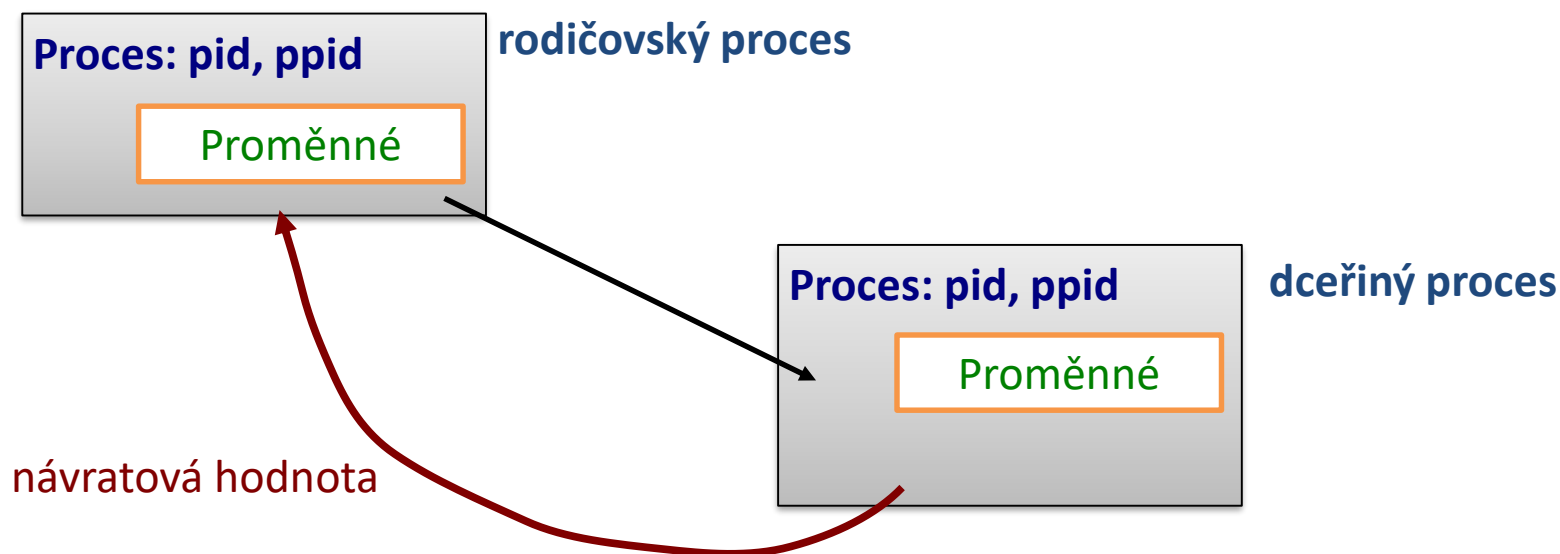 Proces: pid, ppid
rodičovský proces
Proměnné
Proces: pid, ppid
dceřiný proces
Proměnné
návratová hodnota